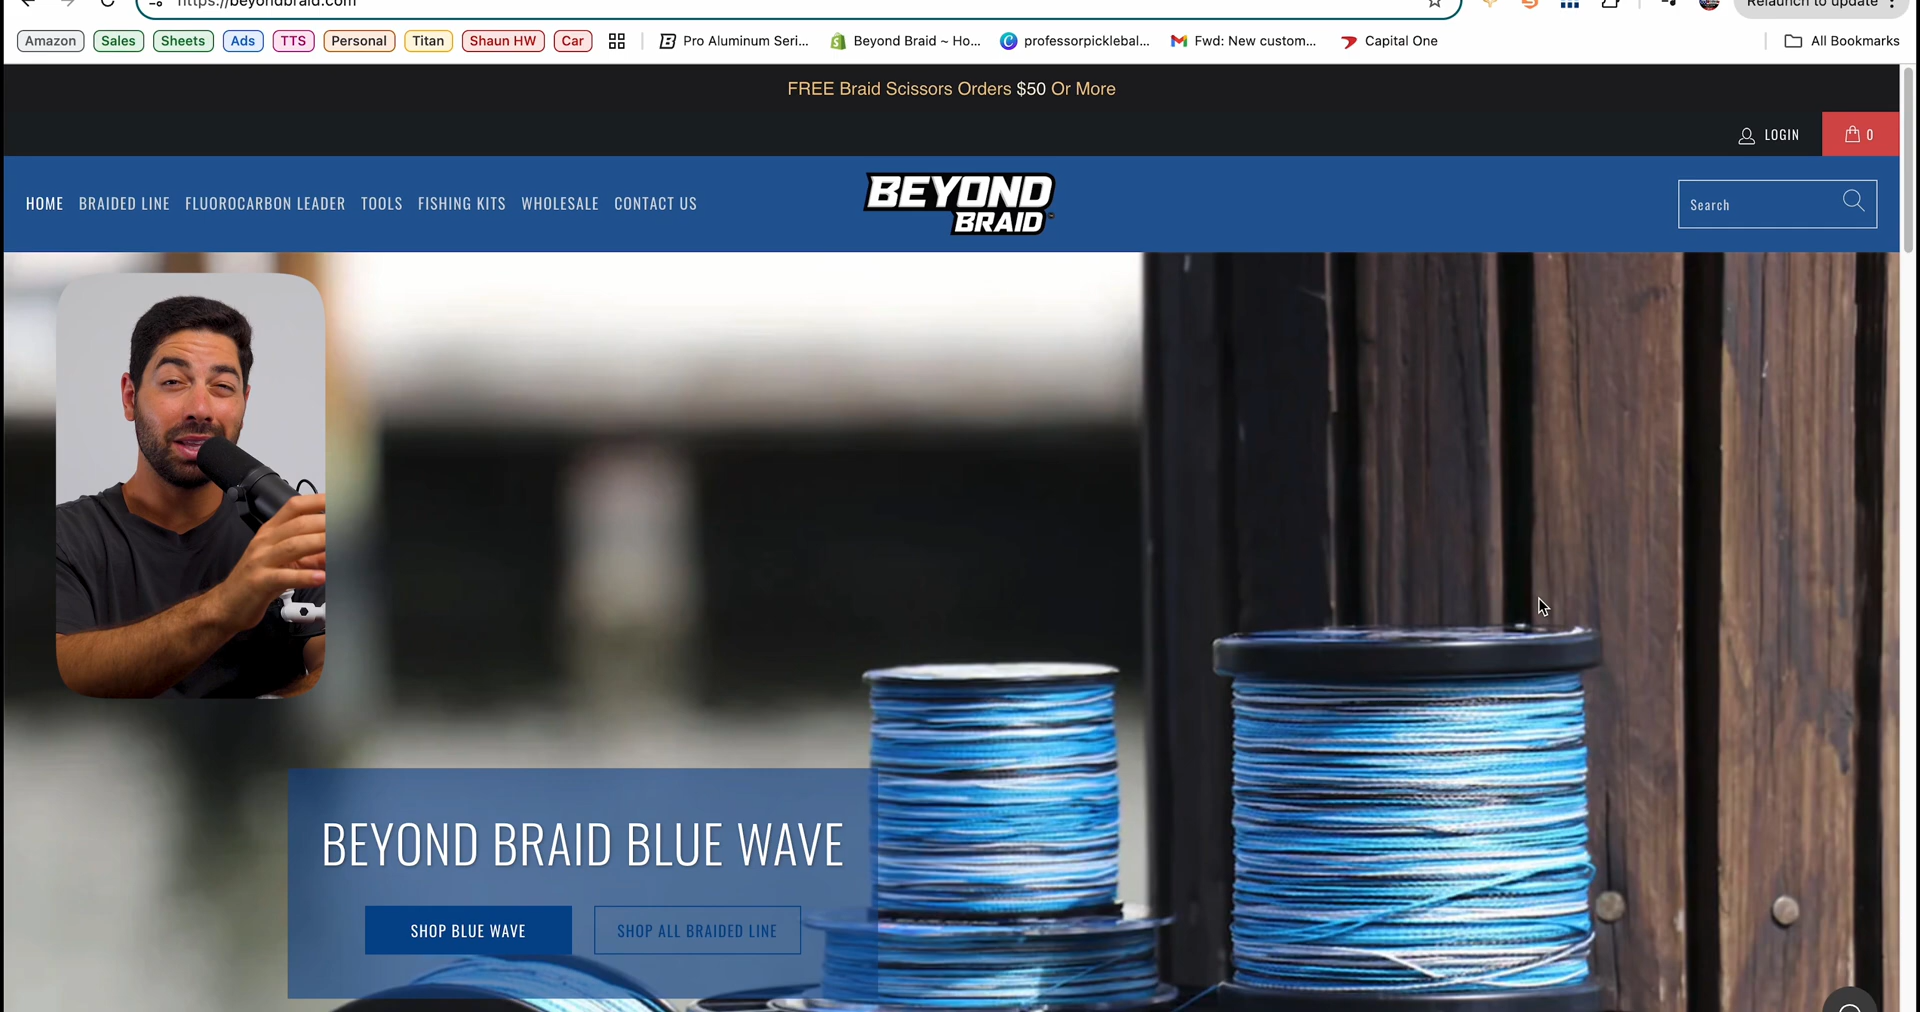 https://beyondbraid.com
Relaunch to update
Amazon Sales Sheets Ads TTS Personal Titan Shaun HW Car Pro Aluminum Seri... Beyond Braid ~ Ho... professorpicklebal... Fwd: New custom... Capital One All Bookmarks
FREE Braid Scissors Orders $50 Or More
LOGIN 0
HOME BRAIDED LINE FLUOROCARBON LEADER TOOLS FISHING KITS WHOLESALE CONTACT US
BEYOND
BRAID
Search
BEYOND BRAID BLUE WAVE
SHOP BLUE WAVE SHOP ALL BRAIDED LINE